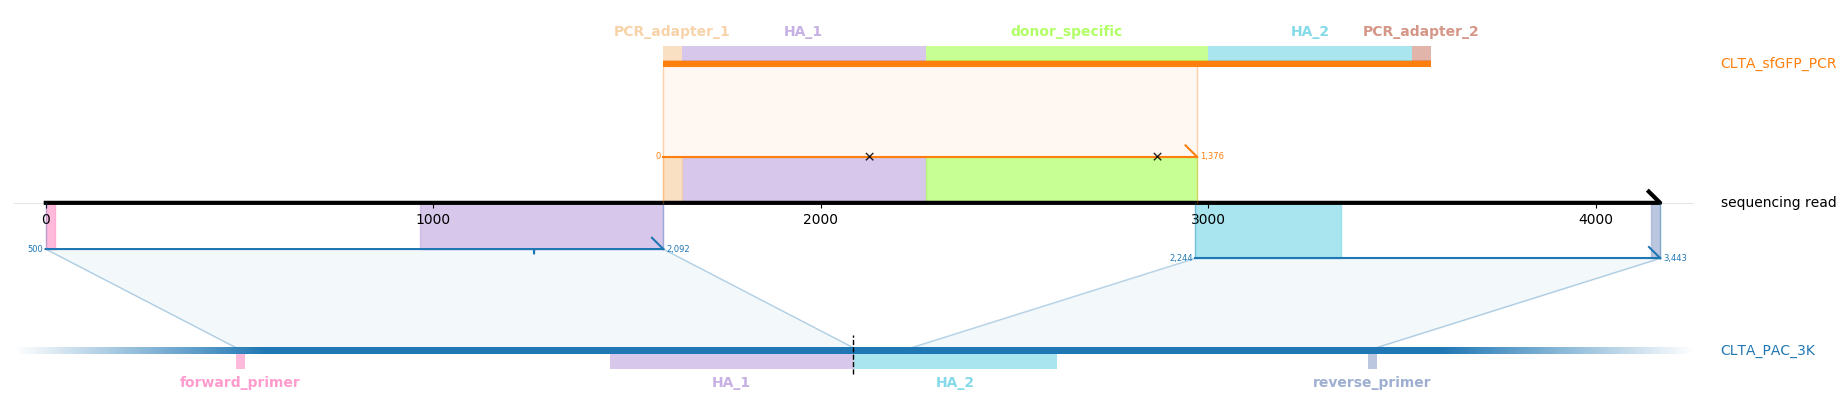 PCR_adapter_1 HA_1 donor_specific HA_2 PCR_adapter_2
CLTA_sfGFP_PCR
0 1,376
sequencing read
0 1000 2000 3000 4000
500 2,092
2,244 3,443
CLTA_PAC_3K
forward_primer HA_1 HA_2 reverse_primer